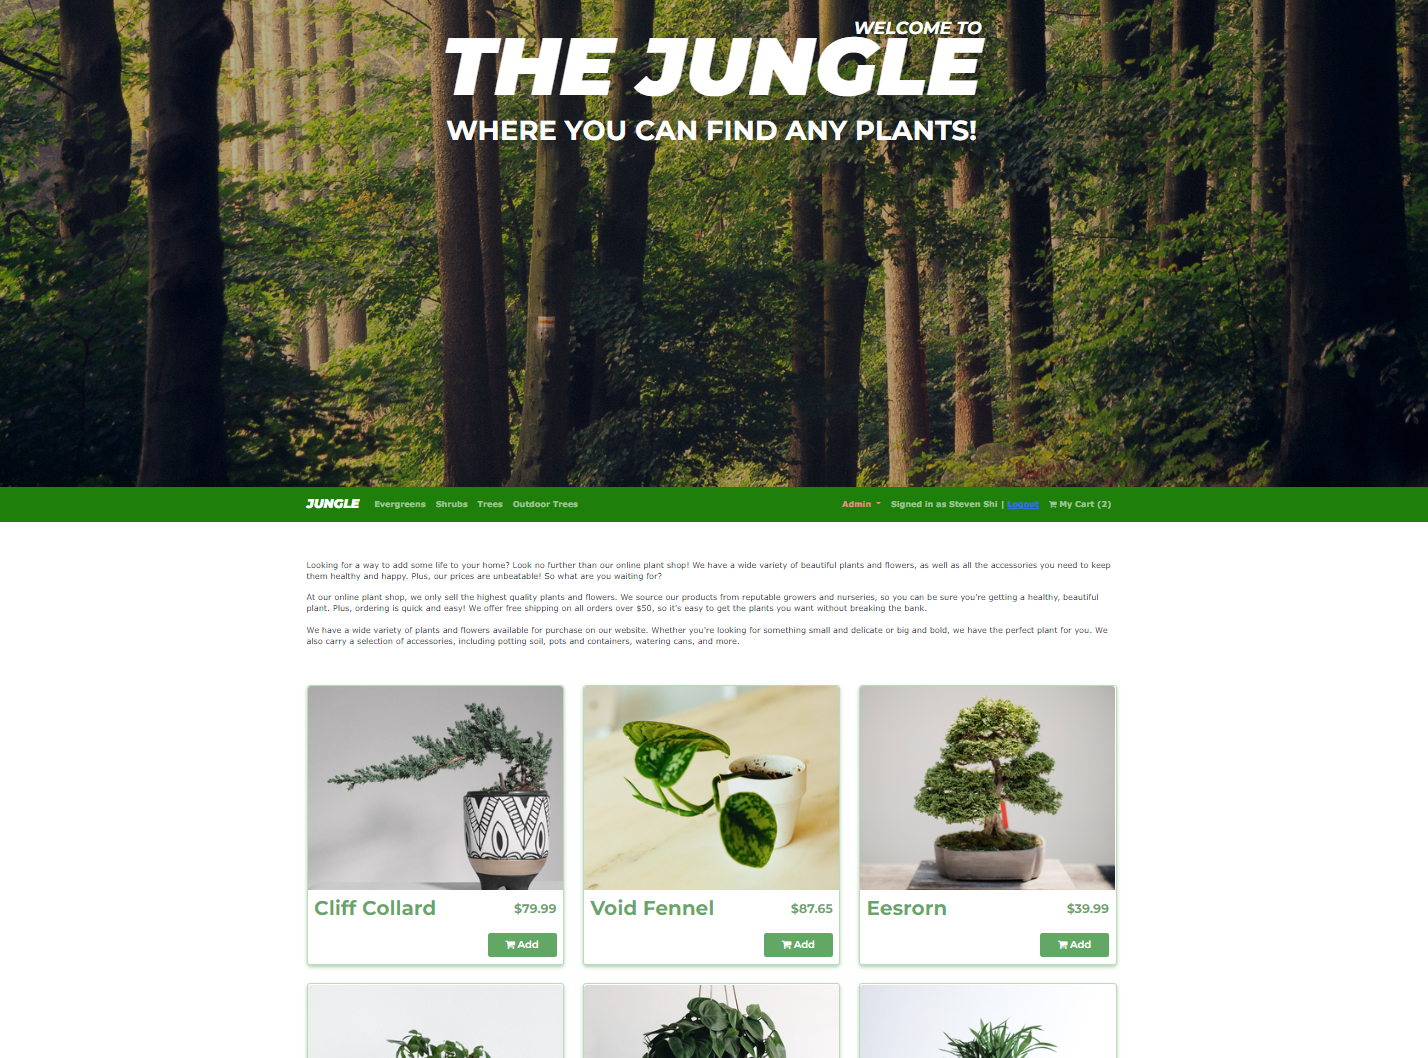 WELCOME TO
THE JUNGLE
WHERE YOU CAN FIND ANY PLANTS!
JUNGLE Evergreens Shrubs Trees Outdoor Trees Admin Signed in as Steven Shi | Logout My Cart (2)
Looking for a way to add some life to your home? Look no further than our online plant shop! We have a wide variety of beautiful plants and flowers, as well as all the accessories you need to keep
them healthy and happy. Plus, our prices are unbeatable! So what are you waiting for?
At our online plant shop, we only sell the highest quality plants and flowers. We source our products from reputable growers and nurseries, so you can be sure you're getting a healthy, beautiful
plant. Plus, ordering is quick and easy! We offer free shipping on all orders over $50, so it's easy to get the plants you want without breaking the bank.
We have a wide variety of plants and flowers available for purchase on our website. Whether you're looking for something small and delicate or big and bold, we have the perfect plant for you. We
also carry a selection of accessories, including potting soil, pots and containers, watering cans, and more.
Cliff Collard $79.99
Add
Void Fennel $87.65
Add
Eesrorn $39.99
Add